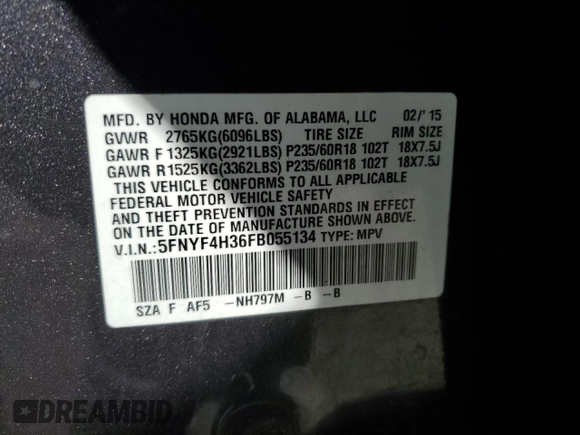 MFD. BY HONDA MFG. OF ALABAMA, LLC 02/'15
GVWR 2765KG(6096LBS) TIRE SIZE RIM SIZE
GAWR F 1325KG(2921LBS) P235/60R18 102T 18X7.5J
GAWR R 1525KG(3362LBS) P235/60R18 102T 18X7.5J
THIS VEHICLE CONFORMS TO ALL APPLICABLE
FEDERAL MOTOR VEHICLE SAFETY
AND THEFT PREVENTION STANDARDS IN EFFECT
ON THE DATE OF MANUFACTURE SHOWN ABOVE.
V.I.N.: 5FNYF4H36FB055134 TYPE: MPV
SZA F AF5 -NH797M -B -B
DREAMBID